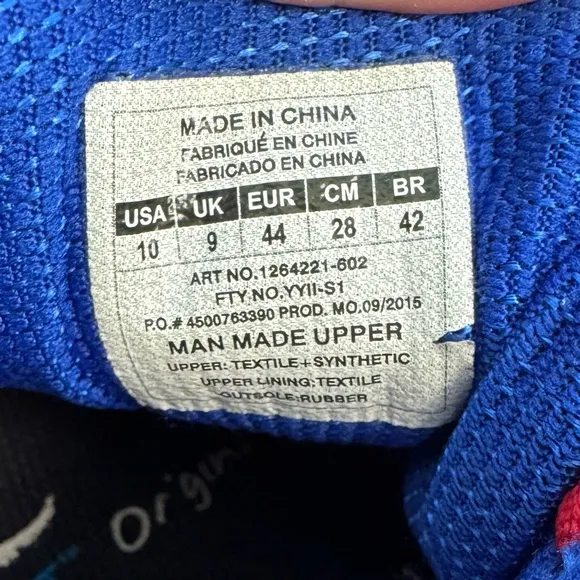 MADE IN CHINA
FABRIQUÉ EN CHINE
FABRICADO EN CHINA
USA UK EUR CM BR
10 9 44 28 42
ART NO.1264221-602
FTY NO.YYII-S1
P.O.# 4500763390 PROD. MO.09/2015
MAN MADE UPPER
UPPER: TEXTILE+SYNTHETIC
UPPER LINING:TEXTILE
OUTSOLE:RUBBER